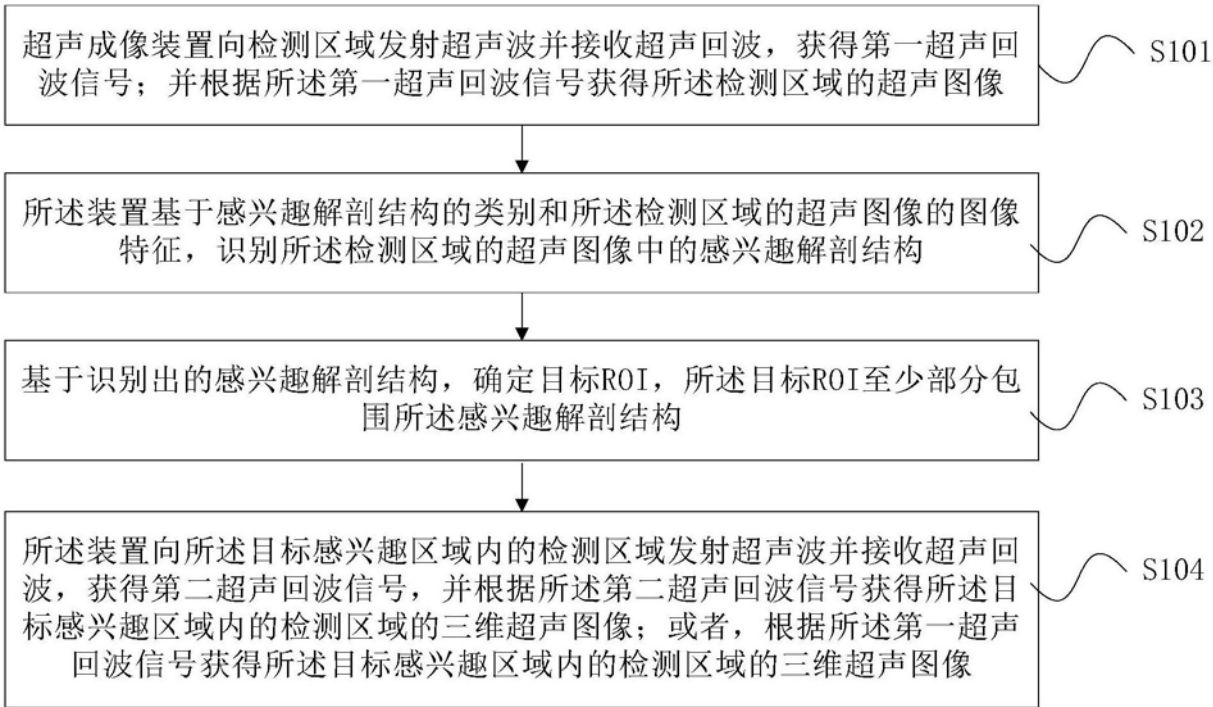 超声成像装置向检测区域发射超声波并接收超声回波，获得第一超声回
波信号；并根据所述第一超声回波信号获得所述检测区域的超声图像
S101
所述装置基于感兴趣解剖结构的类别和所述检测区域的超声图像的图像
特征，识别所述检测区域的超声图像中的感兴趣解剖结构
S102
基于识别出的感兴趣解剖结构，确定目标ROI，所述目标ROI至少部分包
围所述感兴趣解剖结构
S103
所述装置向所述目标感兴趣区域内的检测区域发射超声波并接收超声回
波，获得第二超声回波信号，并根据所述第二超声回波信号获得所述目
标感兴趣区域内的检测区域的三维超声图像；或者，根据所述第一超声
回波信号获得所述目标感兴趣区域内的检测区域的三维超声图像
S104